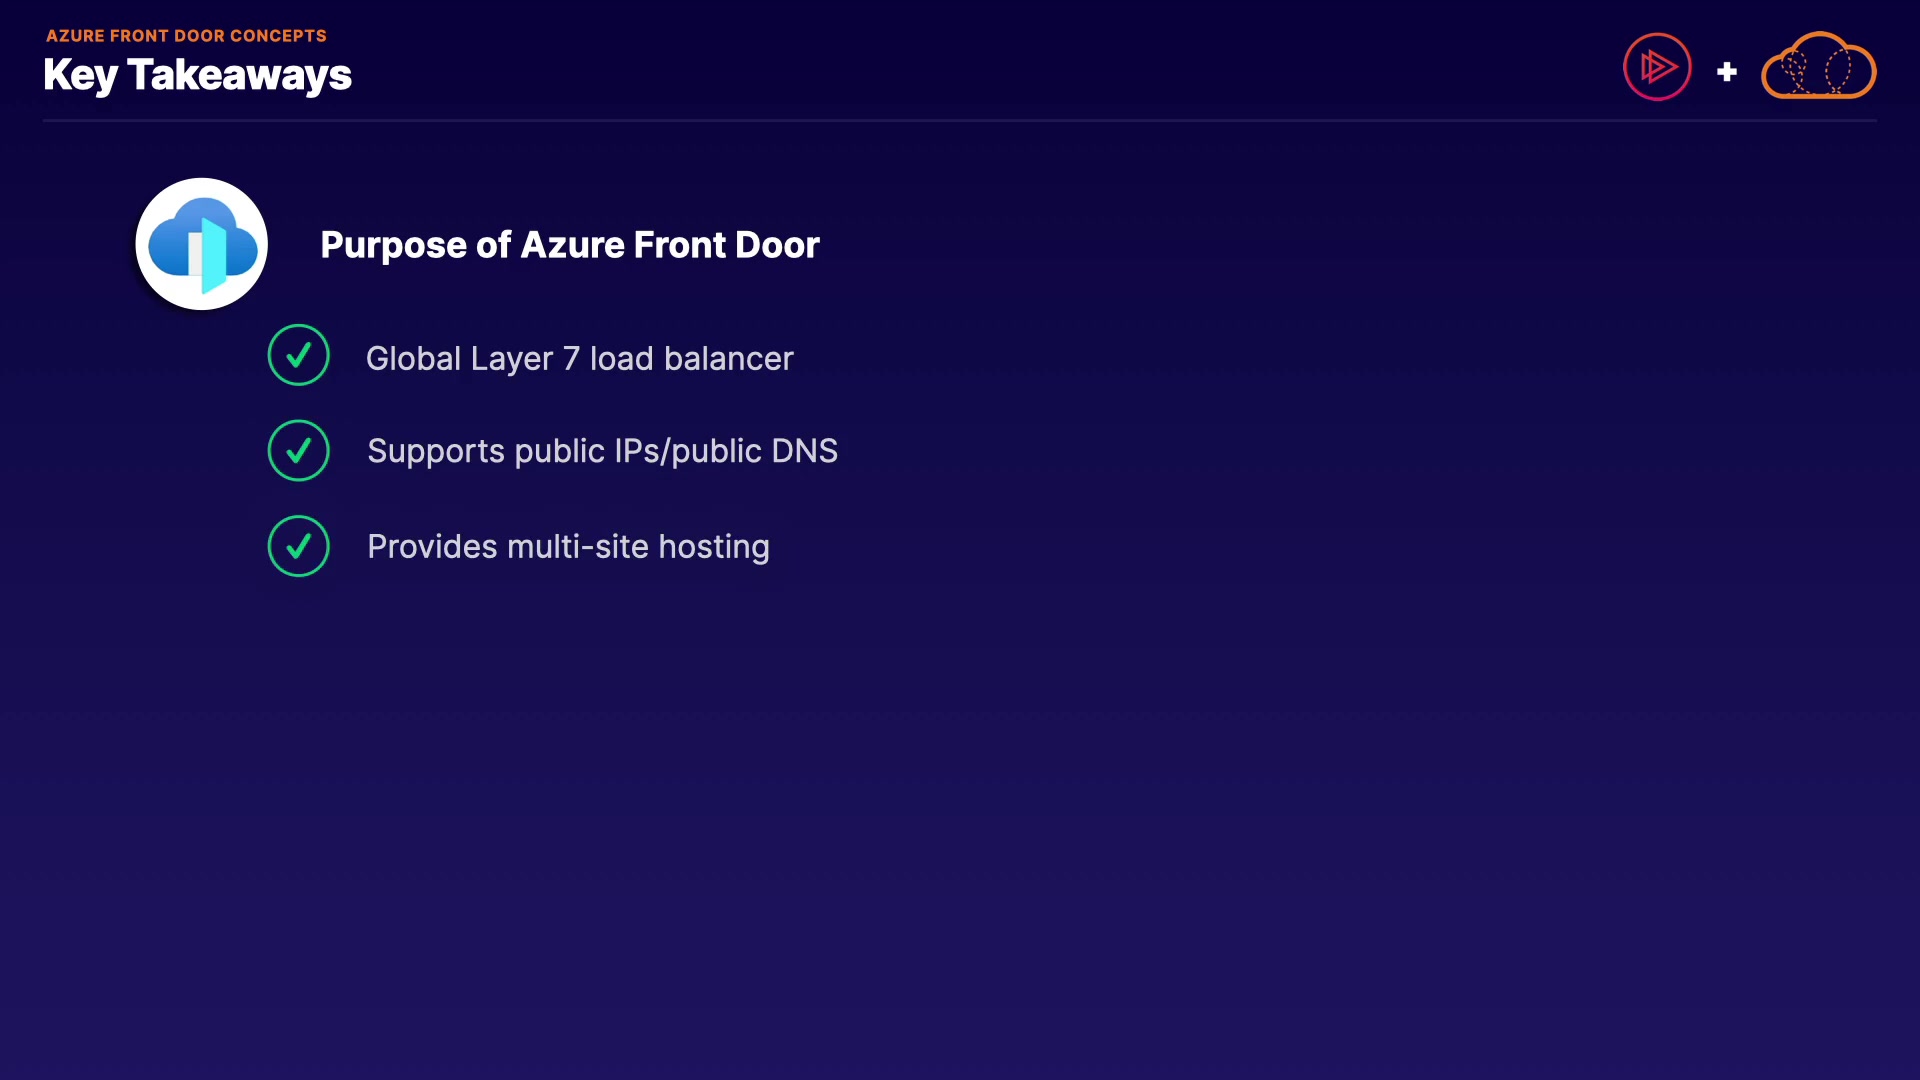 AZURE FRONT DOOR CONCEPTS
Key Takeaways
+
Purpose of Azure Front Door
Global Layer 7 load balancer
Supports public IPs/public DNS
Provides multi-site hosting